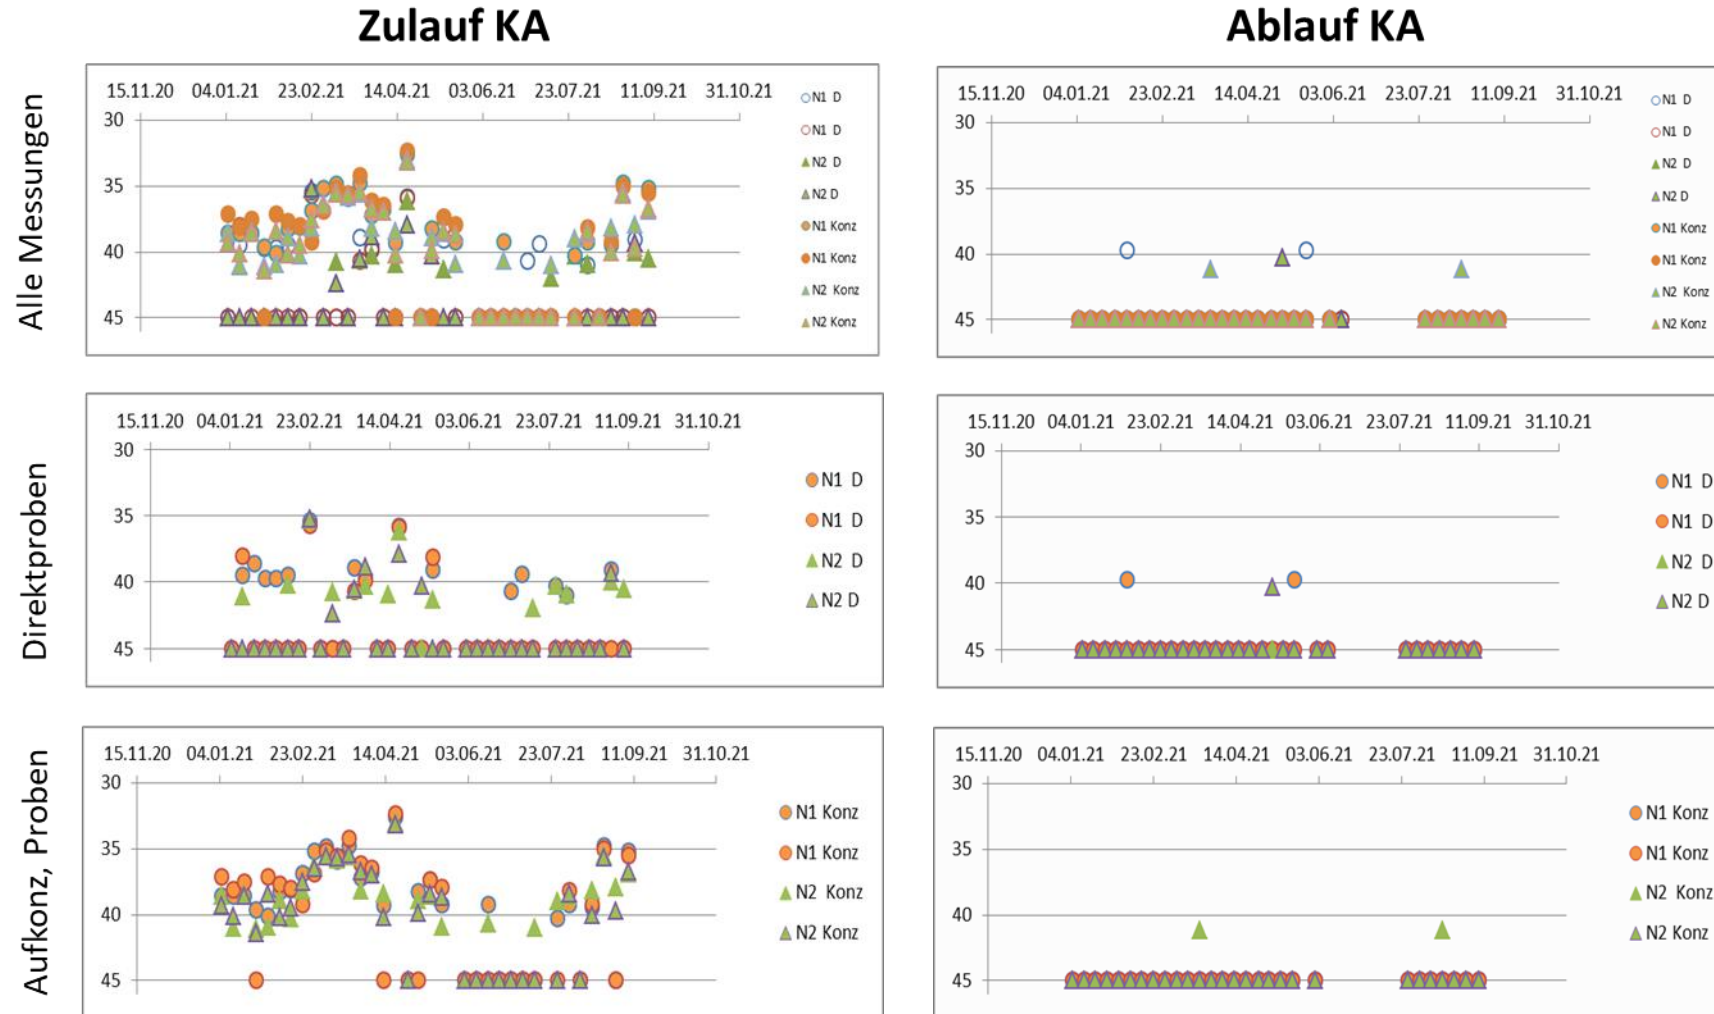 Zulauf KA
Ablauf KA
Alle Messungen
15.11.20 04.01.21 23.02.21 14.04.21 03.06.21 23.07.21 11.09.21 31.10.21
30
35
40
45
N1 D
N1 D
N2 D
N2 D
N1 Konz
N1 Konz
N2 Konz
N2 Konz
15.11.20 04.01.21 23.02.21 14.04.21 03.06.21 23.07.21 11.09.21 31.10.21
30
35
40
45
N1 D
N1 D
N2 D
N2 D
N1 Konz
N1 Konz
N2 Konz
N2 Konz
Direktproben
15.11.20 04.01.21 23.02.21 14.04.21 03.06.21 23.07.21 11.09.21 31.10.21
30
35
40
45
N1 D
N1 D
N2 D
N2 D
15.11.20 04.01.21 23.02.21 14.04.21 03.06.21 23.07.21 11.09.21 31.10.21
30
35
40
45
N1 D
N1 D
N2 D
N2 D
Aufkonz, Proben
15.11.20 04.01.21 23.02.21 14.04.21 03.06.21 23.07.21 11.09.21 31.10.21
30
35
40
45
N1 Konz
N1 Konz
N2 Konz
N2 Konz
15.11.20 04.01.21 23.02.21 14.04.21 03.06.21 23.07.21 11.09.21 31.10.21
30
35
40
45
N1 Konz
N1 Konz
N2 Konz
N2 Konz